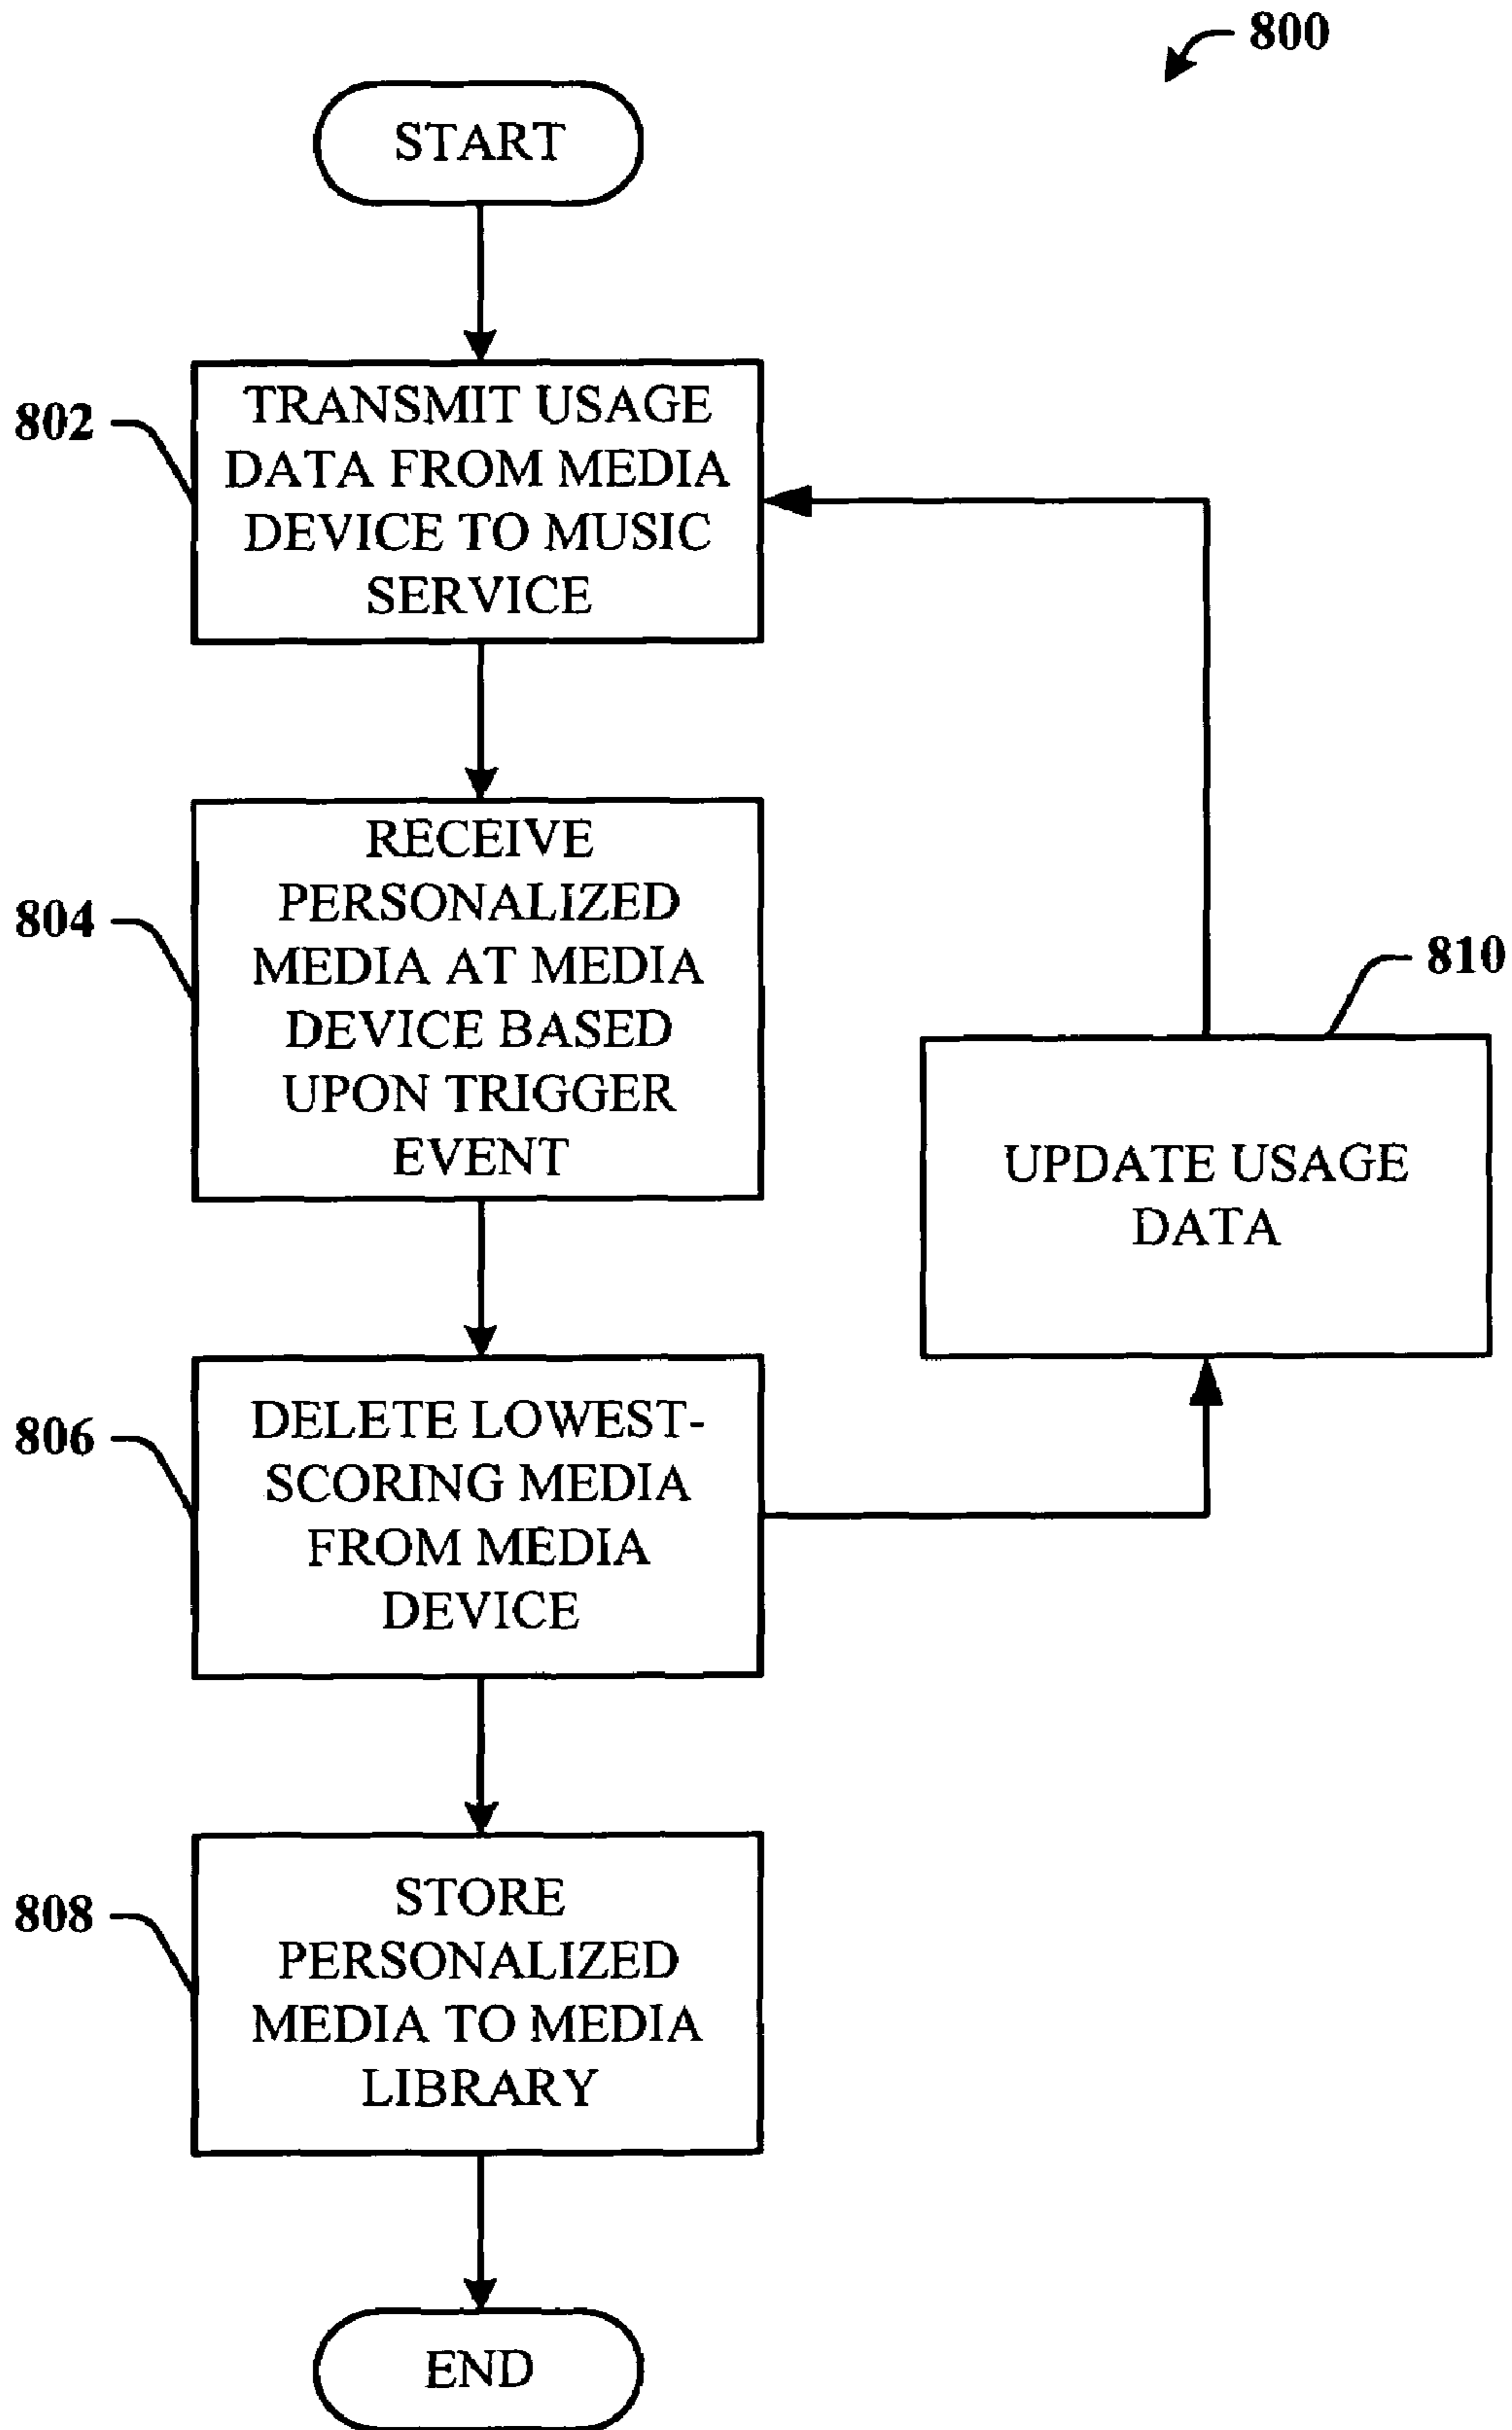 800
START
802
TRANSMIT USAGE
DATA FROM MEDIA
DEVICE TO MUSIC
SERVICE
804
RECEIVE
PERSONALIZED
MEDIA AT MEDIA
DEVICE BASED
UPON TRIGGER
EVENT
810
UPDATE USAGE
DATA
806
DELETE LOWEST-
SCORING MEDIA
FROM MEDIA
DEVICE
808
STORE
PERSONALIZED
MEDIA TO MEDIA
LIBRARY
END